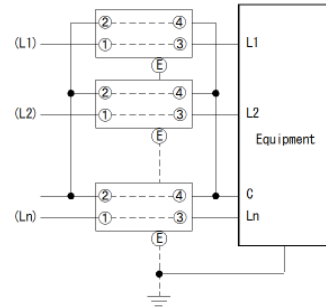 ② ④
(L1) ① ③ L1
Ⓔ
② ④
(L2) ① ③ L2
Ⓔ
Equipment
② ④ C
(Ln) ① ③ Ln
Ⓔ